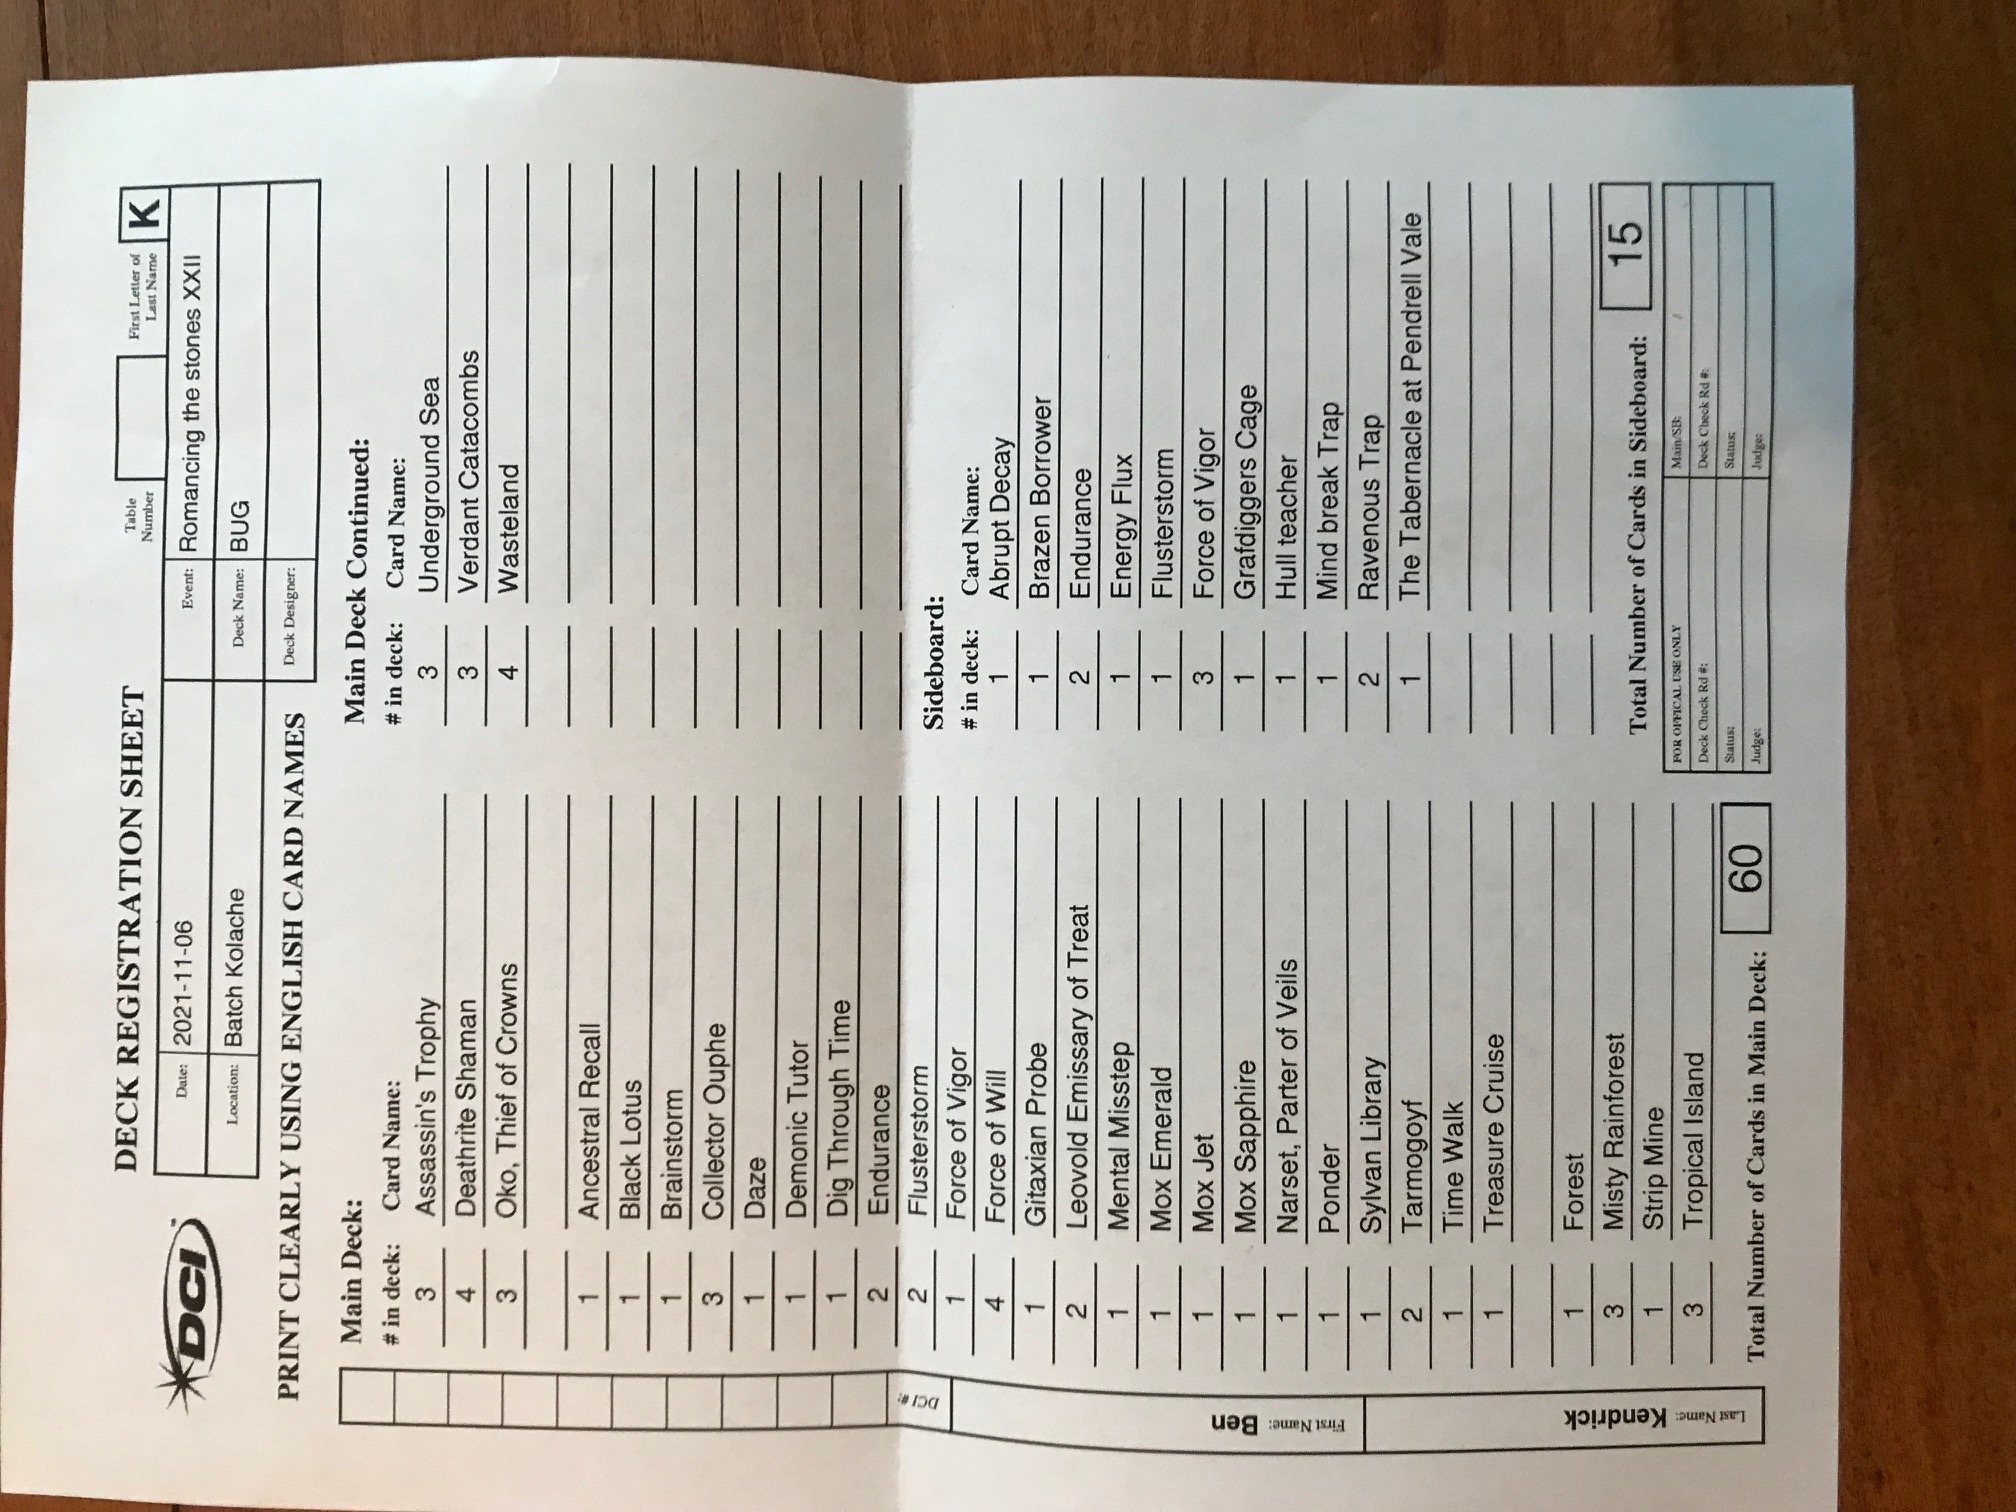 DECK REGISTRATION SHEET
Table Number
First Letter of Last Name
K
DCI™
Date: 2021-11-06
Event: Romancing the stones XXII
Location: Batch Kolache
Deck Name: BUG
PRINT CLEARLY USING ENGLISH CARD NAMES
Deck Designer:
Main Deck:
# in deck: Card Name:
3 Assassin's Trophy
4 Deathrite Shaman
3 Oko, Thief of Crowns
1 Ancestral Recall
1 Black Lotus
1 Brainstorm
3 Collector Ouphe
1 Daze
1 Demonic Tutor
1 Dig Through Time
2 Endurance
2 Flusterstorm
1 Force of Vigor
4 Force of Will
1 Gitaxian Probe
2 Leovold Emissary of Treat
1 Mental Misstep
1 Mox Emerald
1 Mox Jet
1 Mox Sapphire
1 Narset, Parter of Veils
1 Ponder
1 Sylvan Library
2 Tarmogoyf
1 Time Walk
1 Treasure Cruise
1 Forest
3 Misty Rainforest
1 Strip Mine
3 Tropical Island
Total Number of Cards in Main Deck: 60
Main Deck Continued:
# in deck: Card Name:
3 Underground Sea
3 Verdant Catacombs
4 Wasteland
Sideboard:
# in deck: Card Name:
1 Abrupt Decay
1 Brazen Borrower
2 Endurance
1 Energy Flux
1 Flusterstorm
3 Force of Vigor
1 Grafdiggers Cage
1 Hull teacher
1 Mind break Trap
2 Ravenous Trap
1 The Tabernacle at Pendrell Vale
Total Number of Cards in Sideboard: 15
FOR OFFICAL USE ONLY
Main/SB: /
Deck Check Rd #:
Deck Check Rd #:
Status:
Status:
Judge:
Judge:
DCI #:
First Name: Ben
Last Name: Kendrick